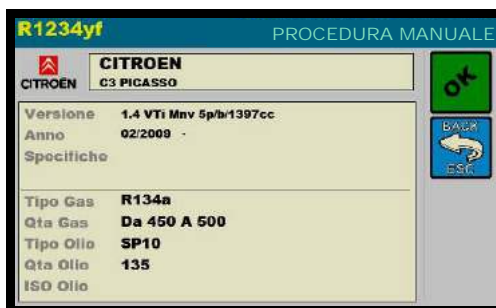 R1234yf PROCEDURA MANUALE
CITROËN CITROEN
C3 PICASSO
OK
Versione 1.4 VTi Mnv 5p/b/1397cc
Anno 02/2009 -
Specifiche
BACK
ESC
Tipo Gas R134a
Qta Gas Da 450 A 500
Tipo Olio SP10
Qta Olio 135
ISO Olio